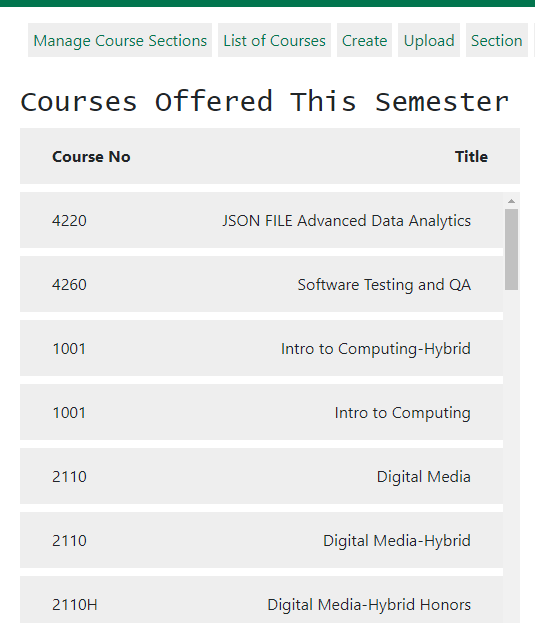 Manage Course Sections List of Courses Create Upload Section
Courses Offered This Semester
Course No Title
4220 JSON FILE Advanced Data Analytics
4260 Software Testing and QA
1001 Intro to Computing-Hybrid
1001 Intro to Computing
2110 Digital Media
2110 Digital Media-Hybrid
2110H Digital Media-Hybrid Honors